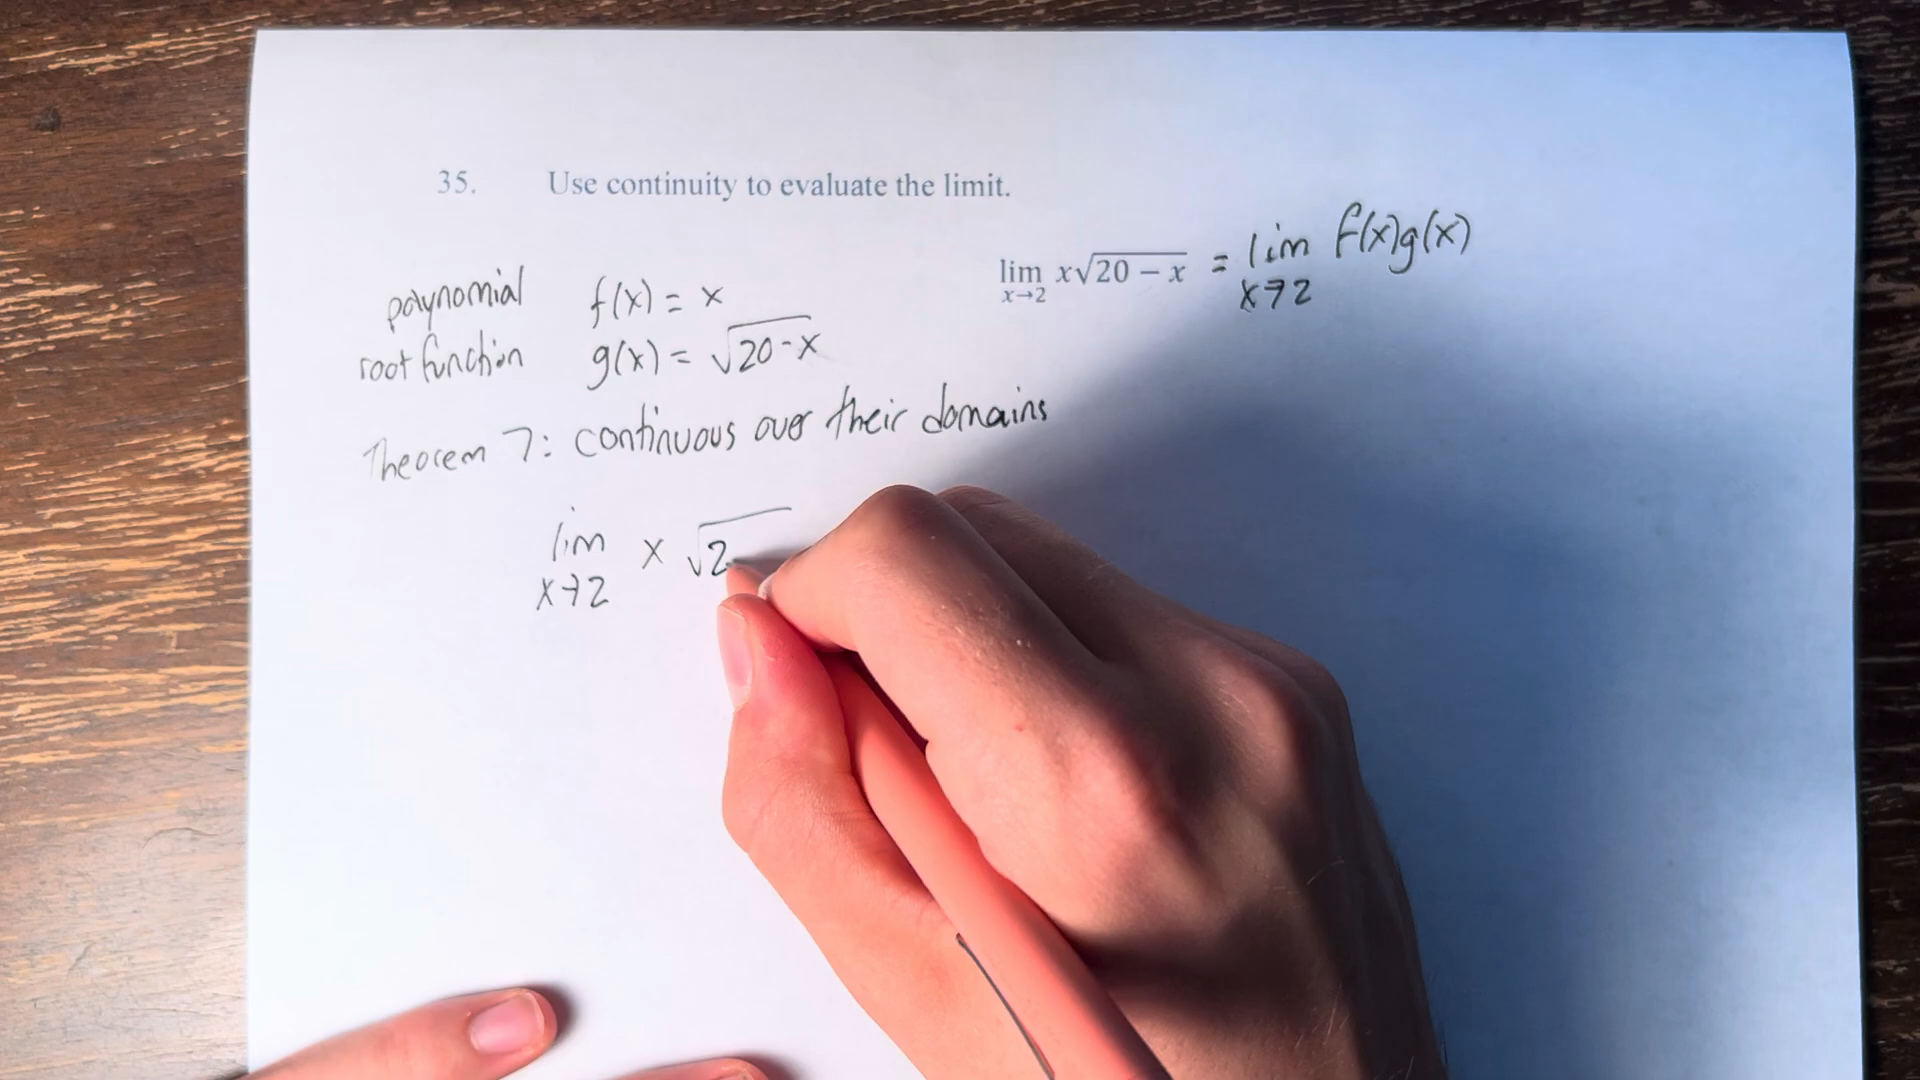 35. Use continuity to evaluate the limit.
lim x→2 x√20 − x = lim x→2 f(x)g(x)
polynomial f(x) = x
root function g(x) = √20-x
Theorem 7: continuous over their domains
lim x→2 x √2